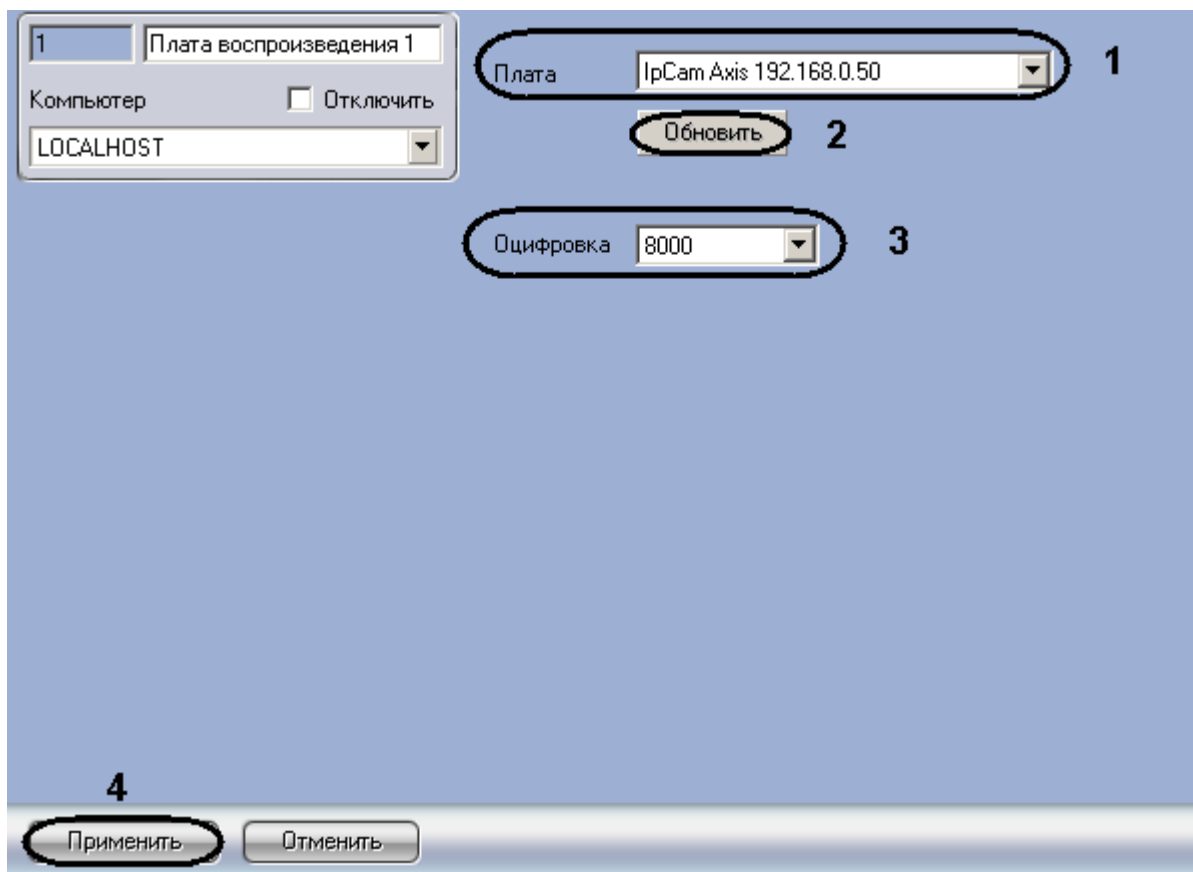 1 Плата воспроизведения 1
Плата IpCam Axis 192.168.0.50 1
Компьютер Отключить
Обновить 2
LOCALHOST
Оцифровка 8000 3
4
Применить Отменить